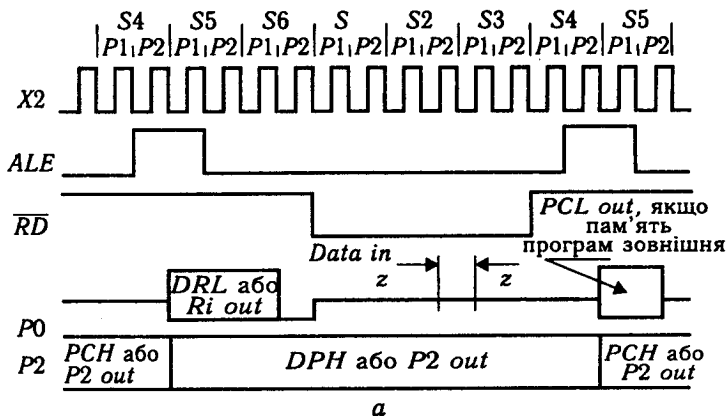 S4 S5 S6 S S2 S3 S4 S5
P1 P2 P1 P2 P1 P2 P1 P2 P1 P2 P1 P2 P1 P2 P1 P2
X2
ALE
RD
PCL out, якщо
пам'ять
програм зовнішня
Data in
z z
DRL або
Ri out
P0
P2
PCH або
P2 out
DPH або P2 out
PCH або
P2 out
a